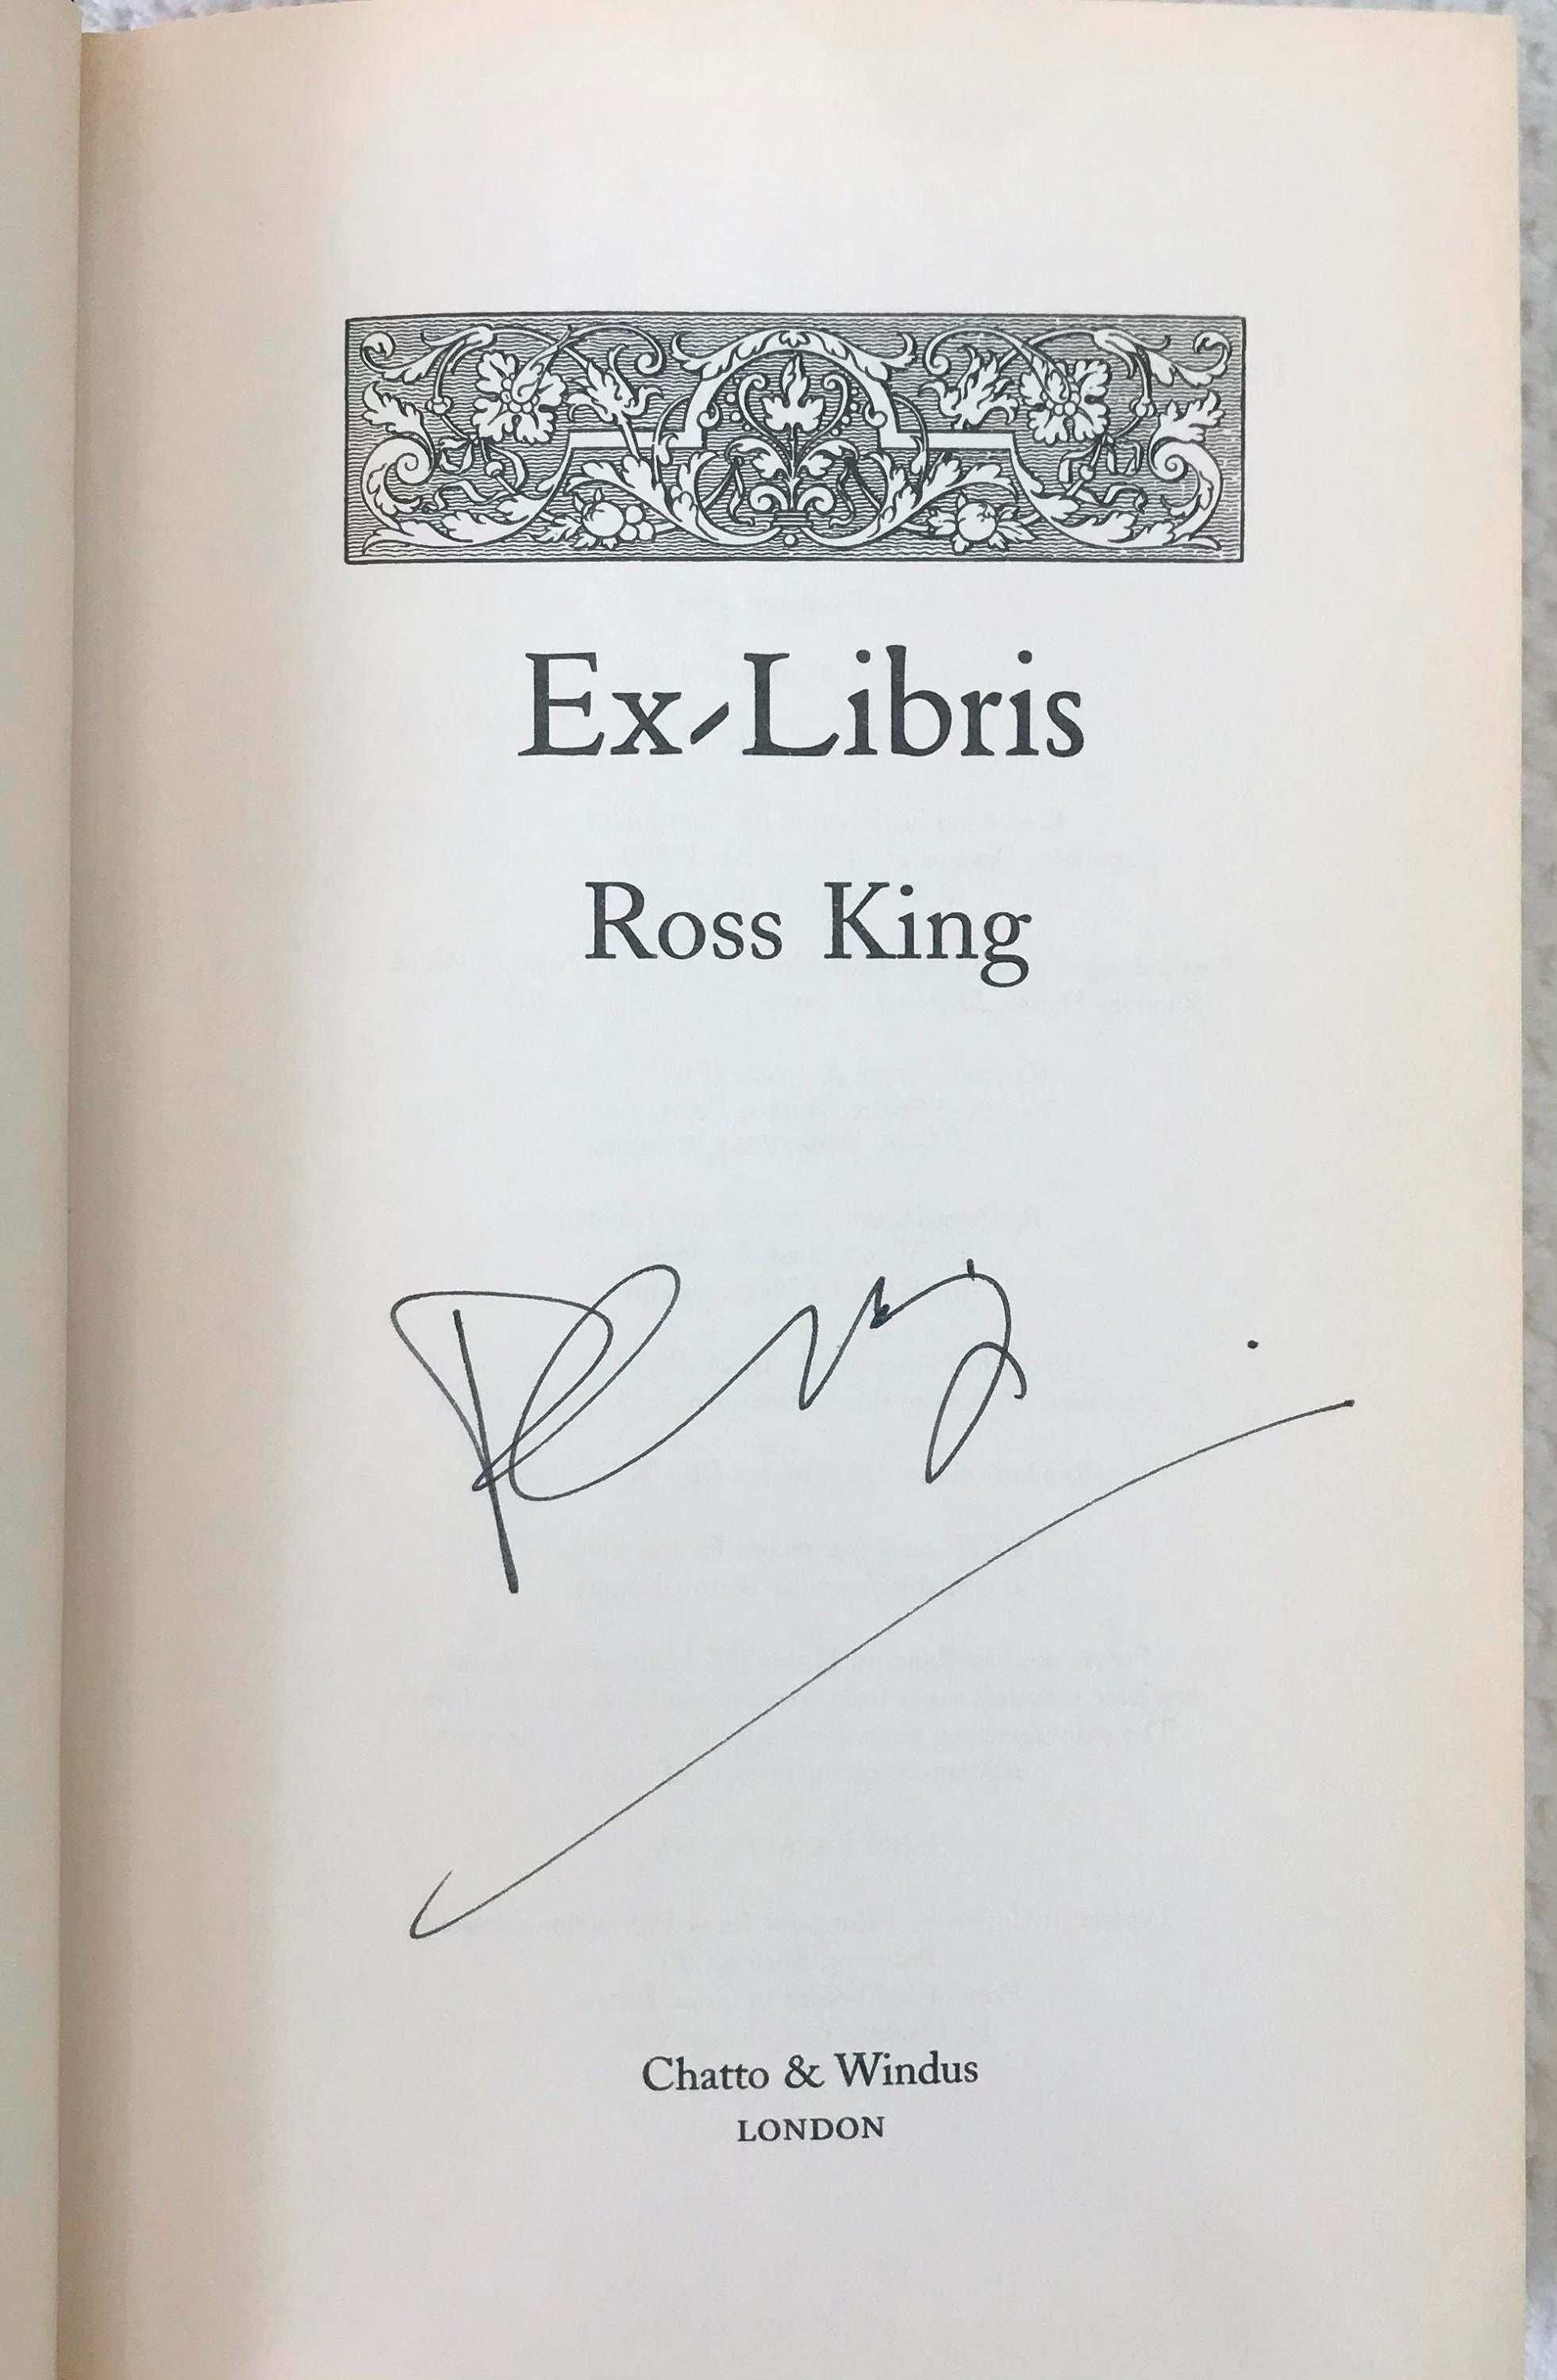 Ex-Libris
Ross King
Chatto & Windus
LONDON